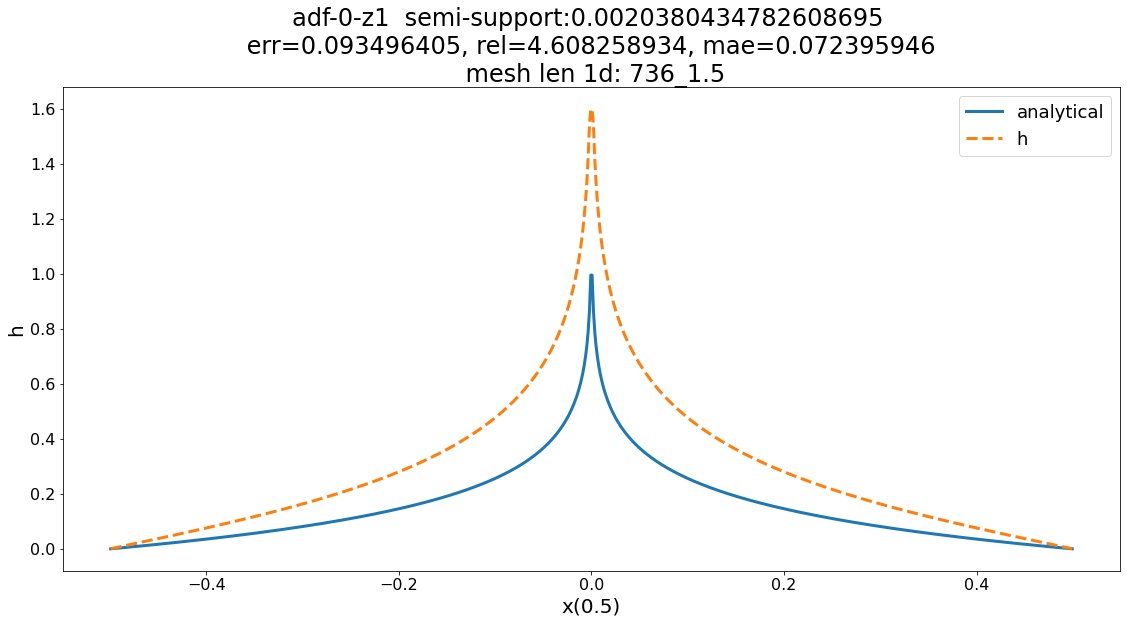 adf-0-z1 semi-support:0.0020380434782608695
err=0.093496405, rel=4.608258934, mae=0.072395946
mesh len 1d: 736_1.5
analytical
h
1.6
1.4
1.2
1.0
0.8
0.6
0.4
0.2
0.0
h
−0.4
−0.2
0.0
0.2
0.4
x(0.5)